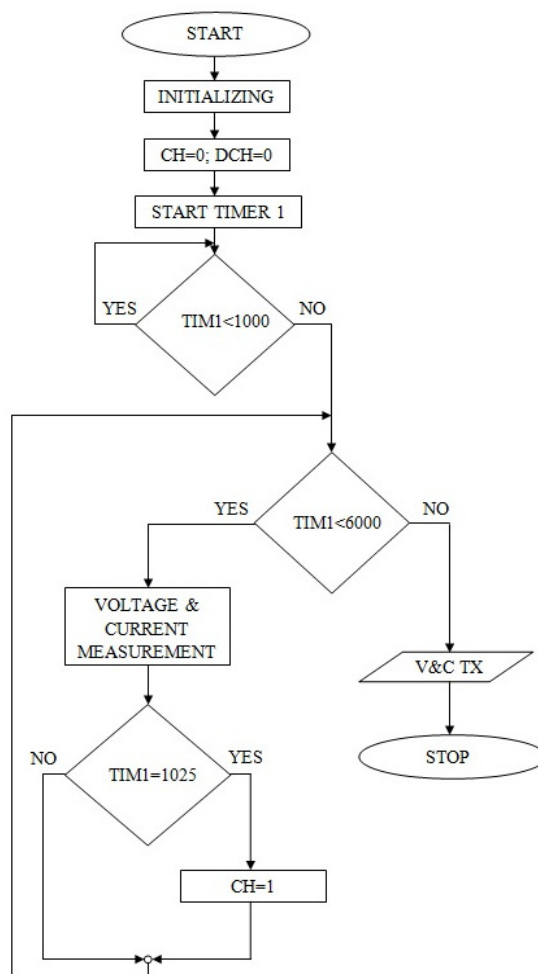 START
INITIALIZING
CH=0; DCH=0
START TIMER 1
YES
NO
TIM1<1000
YES
NO
TIM1<6000
VOLTAGE &
CURRENT
MEASUREMENT
V&C TX
NO
YES
STOP
TIM1=1025
CH=1